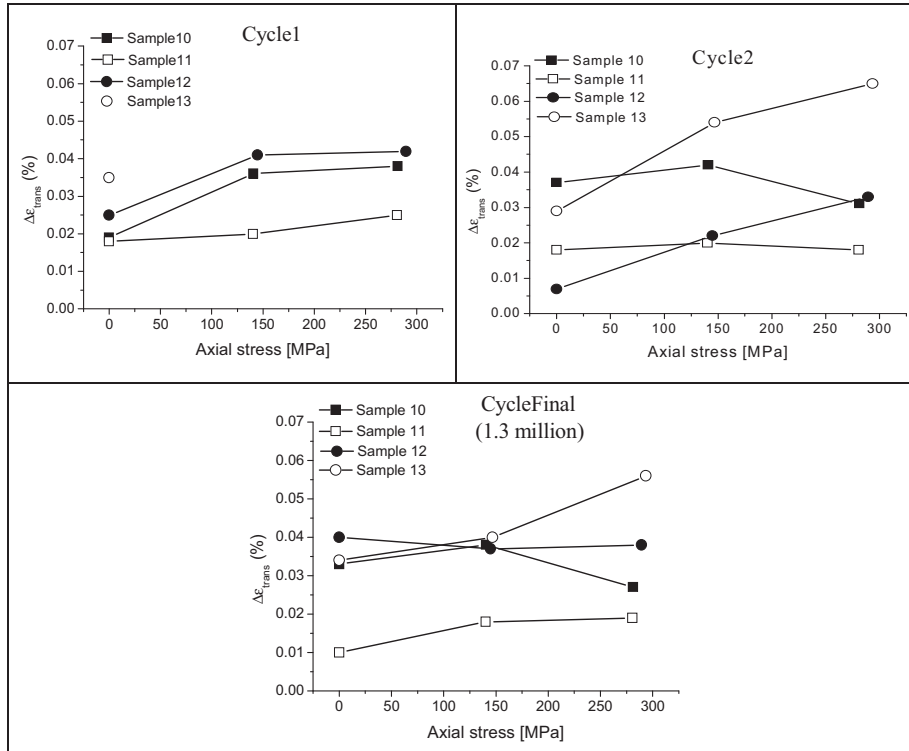 Cycle1
Sample10
Sample11
Sample12
Sample13
0.07
0.06
0.05
0.04
0.03
0.02
0.01
0.00
Δε_trans (%)
0 50 100 150 200 250 300
Axial stress [MPa]
Cycle2
Sample 10
Sample 11
Sample 12
Sample 13
0.07
0.06
0.05
0.04
0.03
0.02
0.01
0.00
Δε_trans (%)
0 50 100 150 200 250 300
Axial stress [MPa]
CycleFinal
(1.3 million)
Sample 10
Sample 11
Sample 12
Sample 13
0.07
0.06
0.05
0.04
0.03
0.02
0.01
0.00
Δε_trans (%)
0 50 100 150 200 250 300
Axial stress [MPa]